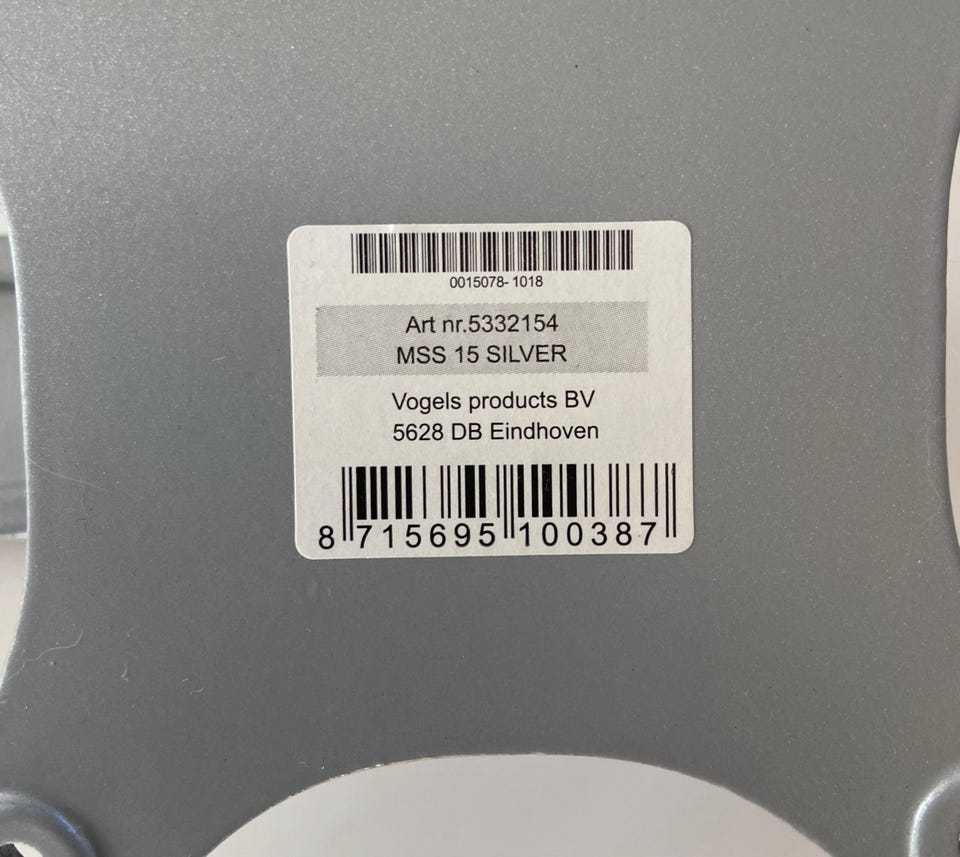 0015078-1018
Art nr.5332154
MSS 15 SILVER
Vogels products BV
5628 DB Eindhoven
8 715695 100387